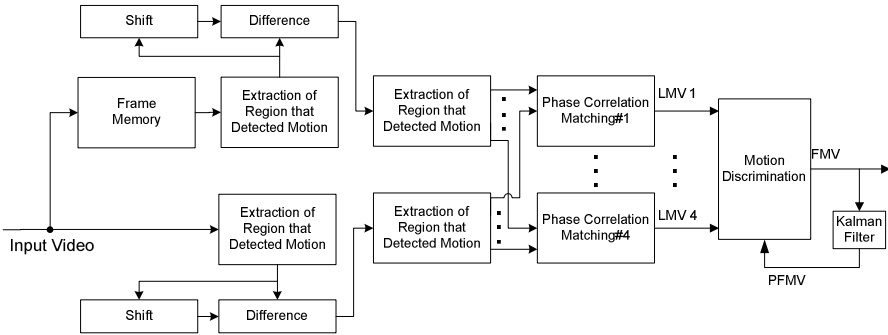 Shift
Difference
Frame
Memory
Extraction of
Region that
Detected Motion
Extraction of
Region that
Detected Motion
Phase Correlation
Matching#1
LMV 1
Motion
Discrimination
FMV
Input Video
Extraction of
Region that
Detected Motion
Extraction of
Region that
Detected Motion
Phase Correlation
Matching#4
LMV 4
Kalman
Filter
PFMV
Shift
Difference